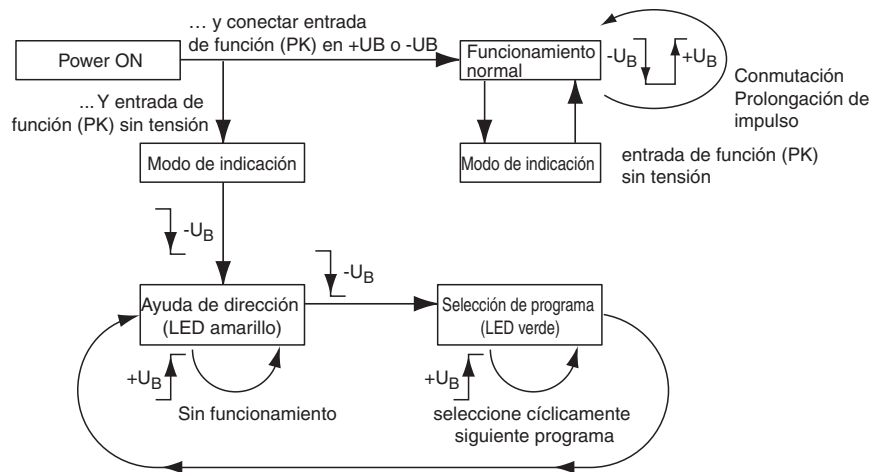 ... y conectar entrada
de función (PK) en +UB o -UB
Power ON
Funcionamiento
normal
-UB
+UB
Conmutación
Prolongación de
impulso
... Y entrada de
función (PK) sin tensión
Modo de indicación
Modo de indicación
entrada de función (PK)
sin tensión
-UB
-UB
Ayuda de dirección
(LED amarillo)
Selección de programa
(LED verde)
+UB
Sin funcionamiento
+UB
seleccione cíclicamente
siguiente programa